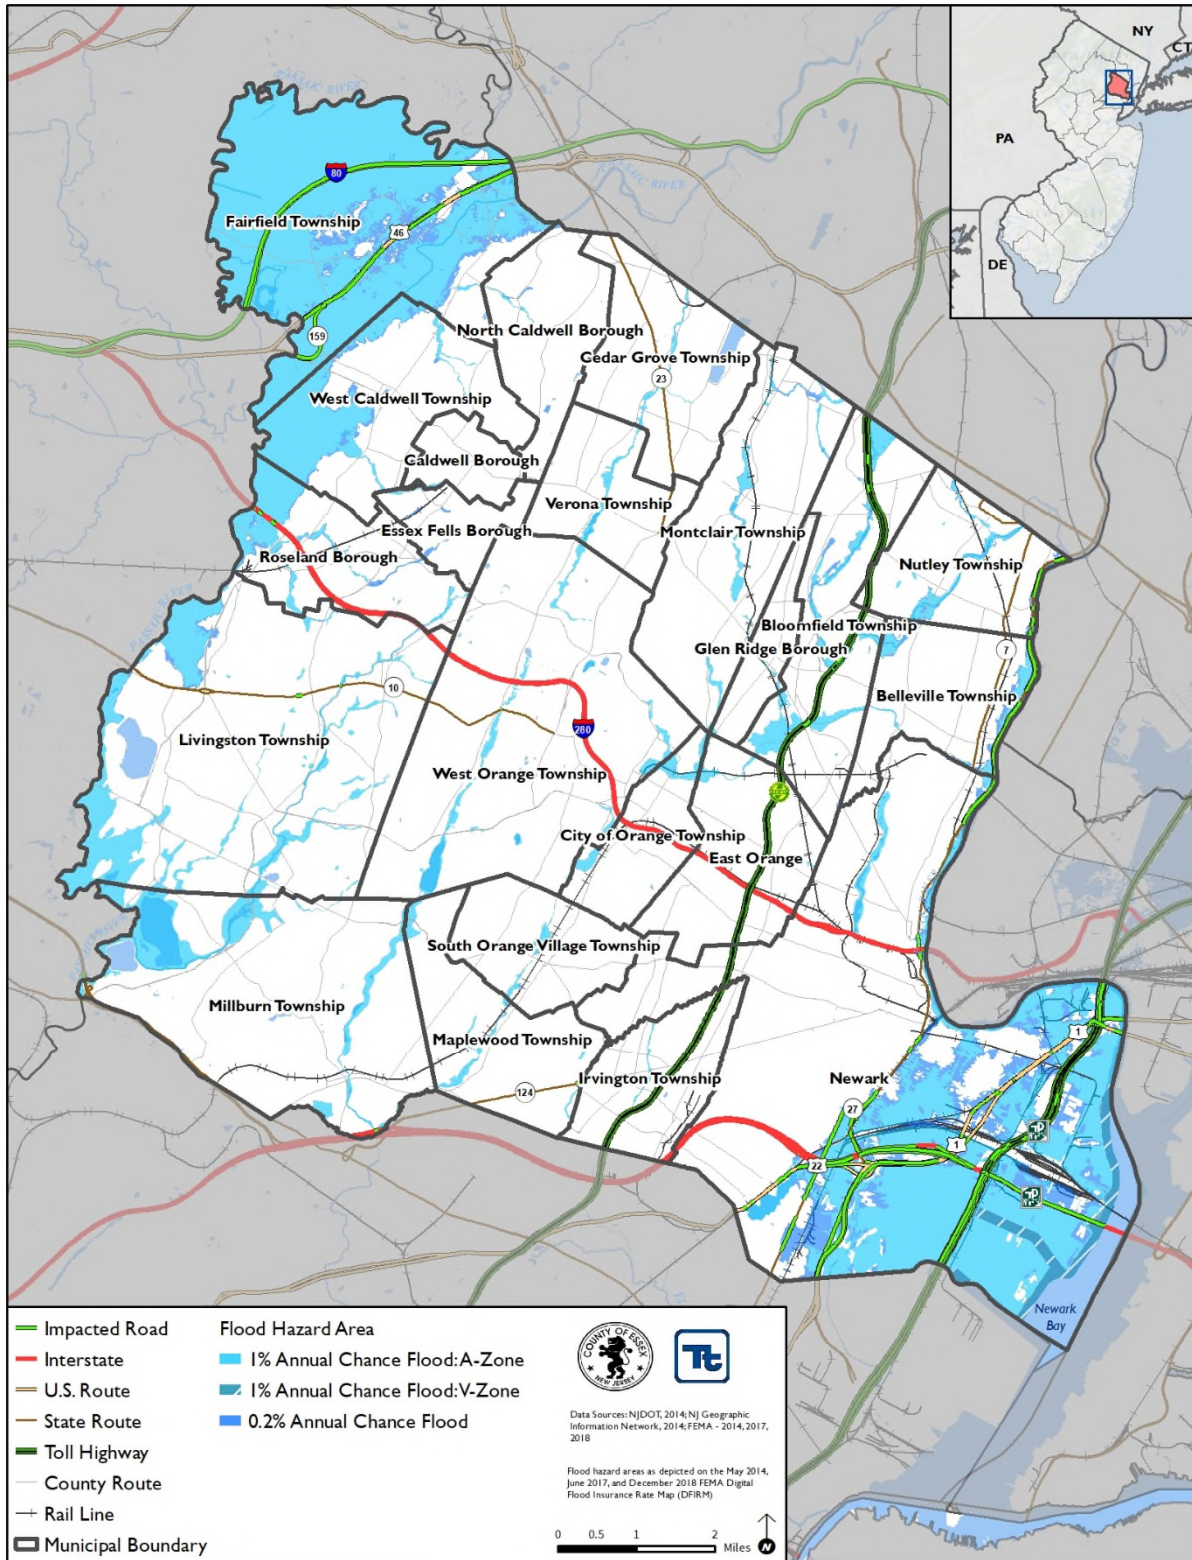 NY
CT
PA
DE
PASSAIC RIVER
80
Fairfield Township
46
159
North Caldwell Borough
Cedar Grove Township
23
West Caldwell Township
Caldwell Borough
Verona Township
Essex Fells Borough
Montclair Township
Roseland Borough
Nutley Township
Bloomfield Township
Glen Ridge Borough
7
PASSAIC RIVER
10
Belleville Township
Livingston Township
280
West Orange Township
City of Orange Township
East Orange
South Orange Village Township
Millburn Township
Maplewood Township
Irvington Township
Newark
1
124
27
1
22
Newark
Bay
Impacted Road
Interstate
U.S. Route
State Route
Toll Highway
County Route
Rail Line
Municipal Boundary
Flood Hazard Area
1% Annual Chance Flood: A-Zone
1% Annual Chance Flood: V-Zone
0.2% Annual Chance Flood
COUNTY OF ESSEX
NEW JERSEY
Tt
Data Sources: NJDOT, 2014; NJ Geographic
Information Network, 2014; FEMA - 2014, 2017,
2018
Flood hazard areas as depicted on the May 2014,
June 2017, and December 2018 FEMA Digital
Flood Insurance Rate Map (DFIRM)
0 0.5 1 2
Miles
N